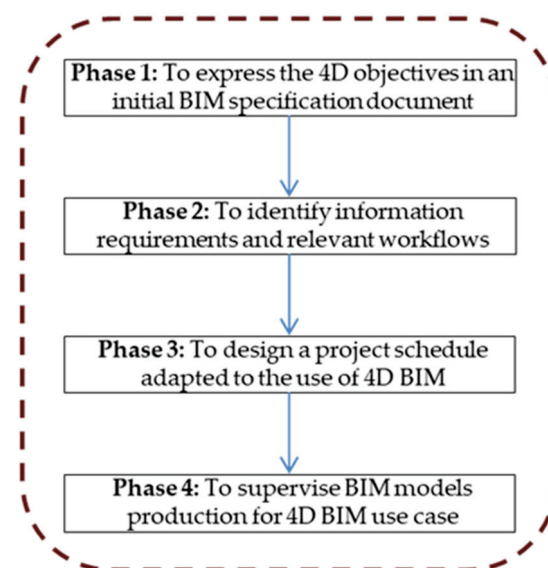 Phase 1: To express the 4D objectives in an
initial BIM specification document
Phase 2: To identify information
requirements and relevant workflows
Phase 3: To design a project schedule
adapted to the use of 4D BIM
Phase 4: To supervise BIM models
production for 4D BIM use case